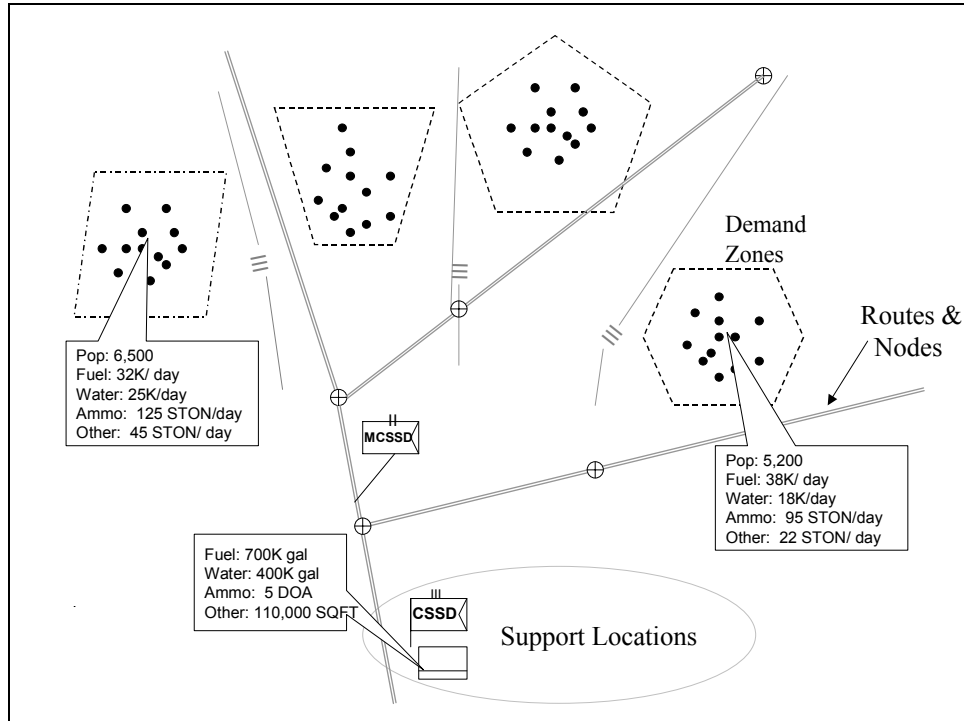 Demand
Zones
Routes &
Nodes
Pop: 6,500
Fuel: 32K/ day
Water: 25K/day
Ammo: 125 STON/day
Other: 45 STON/ day
MCSSD
Pop: 5,200
Fuel: 38K/ day
Water: 18K/day
Ammo: 95 STON/day
Other: 22 STON/ day
Fuel: 700K gal
Water: 400K gal
Ammo: 5 DOA
Other: 110,000 SQFT
CSSD
Support Locations